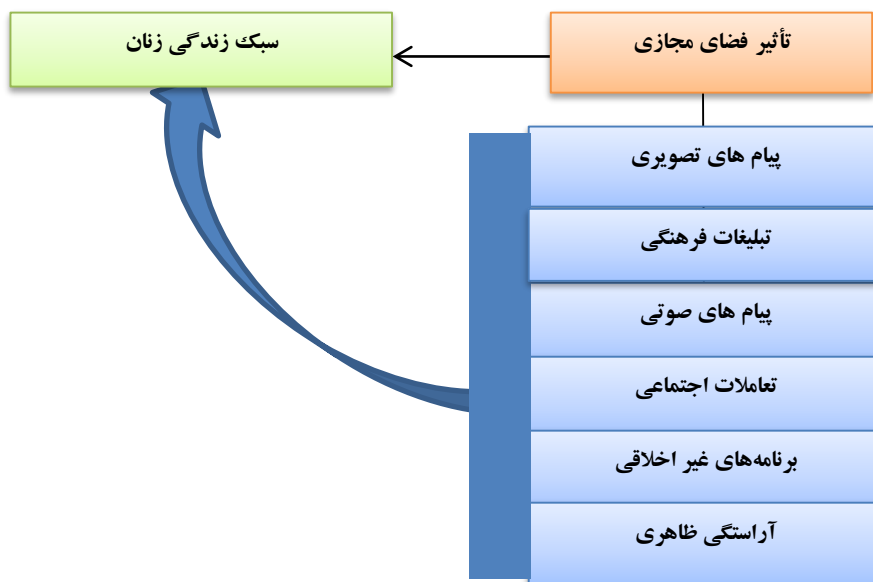 تأثیر فضای مجازی
سبک زندگی زنان
پیام های تصویری
تبلیغات فرهنگی
پیام های صوتی
تعاملات اجتماعی
برنامه‌های غیر اخلاقی
آراستگی ظاهری